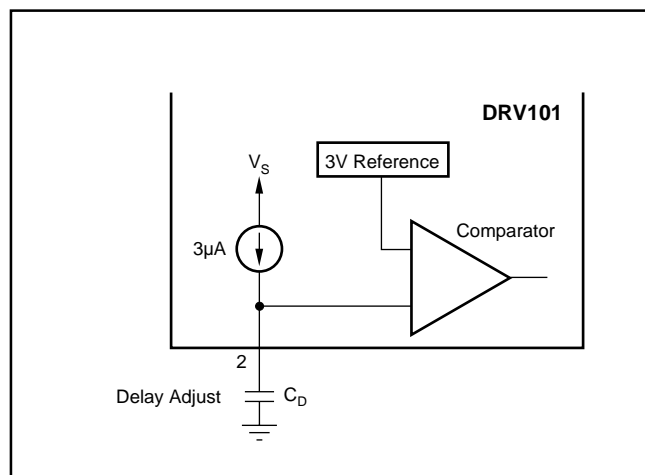 DRV101
3V Reference
V_S
Comparator
3µA
2
Delay Adjust
C_D